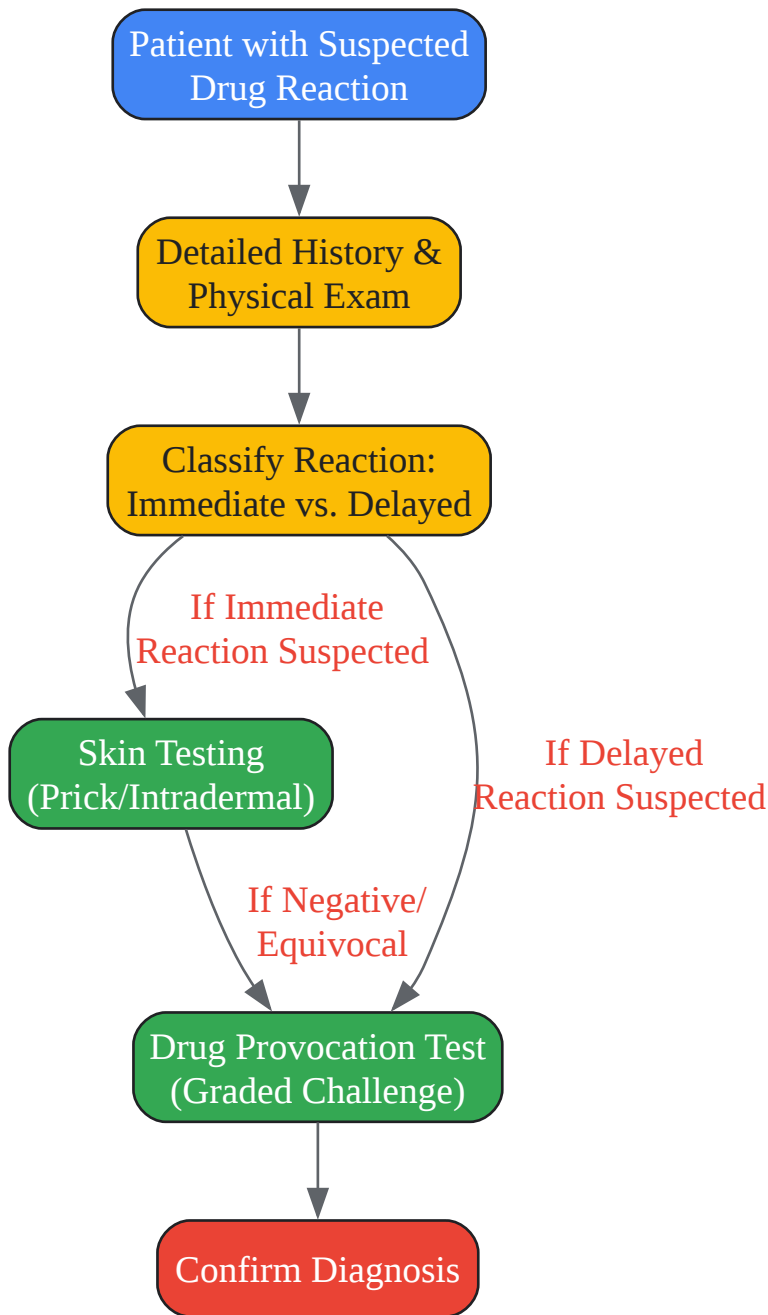 Patient with Suspected
Drug Reaction
Detailed History &
Physical Exam
Classify Reaction:
Immediate vs. Delayed
If Immediate
Reaction Suspected
Skin Testing
(Prick/Intradermal)
If Delayed
Reaction Suspected
If Negative/
Equivocal
Drug Provocation Test
(Graded Challenge)
Confirm Diagnosis